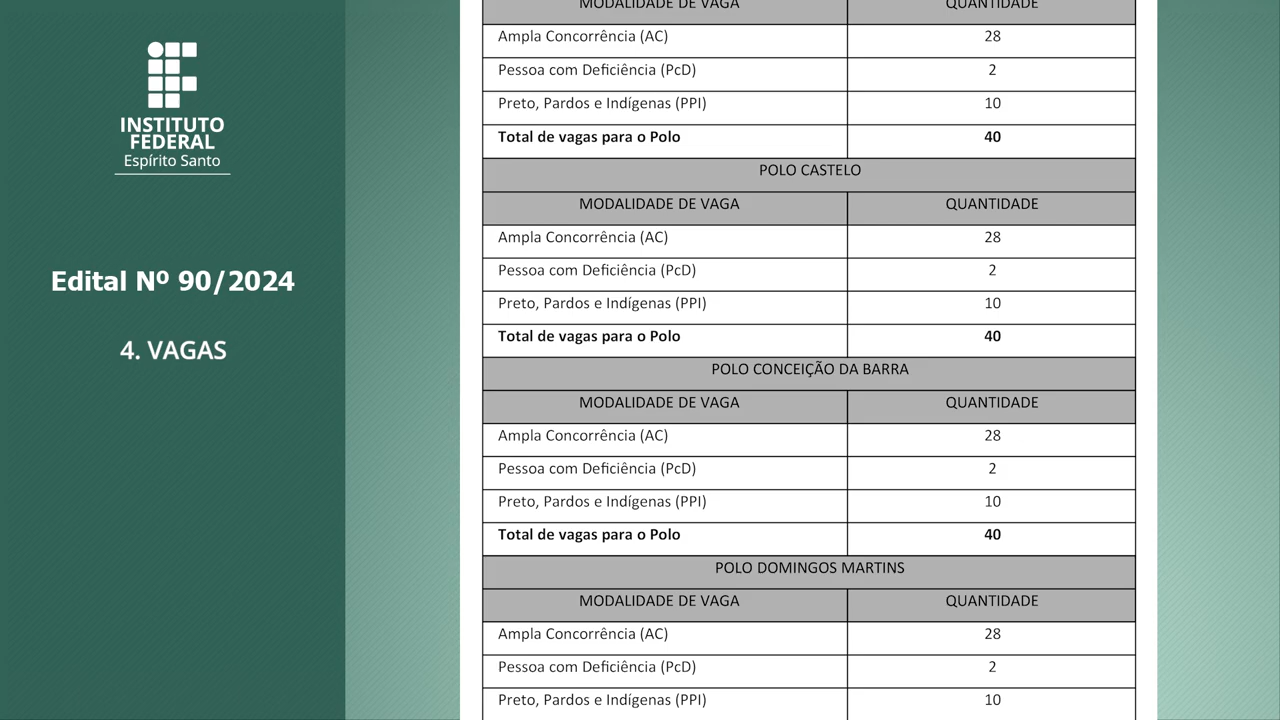 INSTITUTO
FEDERAL
Espírito Santo
Edital Nº 90/2024
4. VAGAS
MODALIDADE DE VAGA QUANTIDADE
Ampla Concorrência (AC) 28
Pessoa com Deficiência (PcD) 2
Preto, Pardos e Indígenas (PPI) 10
Total de vagas para o Polo 40
POLO CASTELO
MODALIDADE DE VAGA QUANTIDADE
Ampla Concorrência (AC) 28
Pessoa com Deficiência (PcD) 2
Preto, Pardos e Indígenas (PPI) 10
Total de vagas para o Polo 40
POLO CONCEIÇÃO DA BARRA
MODALIDADE DE VAGA QUANTIDADE
Ampla Concorrência (AC) 28
Pessoa com Deficiência (PcD) 2
Preto, Pardos e Indígenas (PPI) 10
Total de vagas para o Polo 40
POLO DOMINGOS MARTINS
MODALIDADE DE VAGA QUANTIDADE
Ampla Concorrência (AC) 28
Pessoa com Deficiência (PcD) 2
Preto, Pardos e Indígenas (PPI) 10